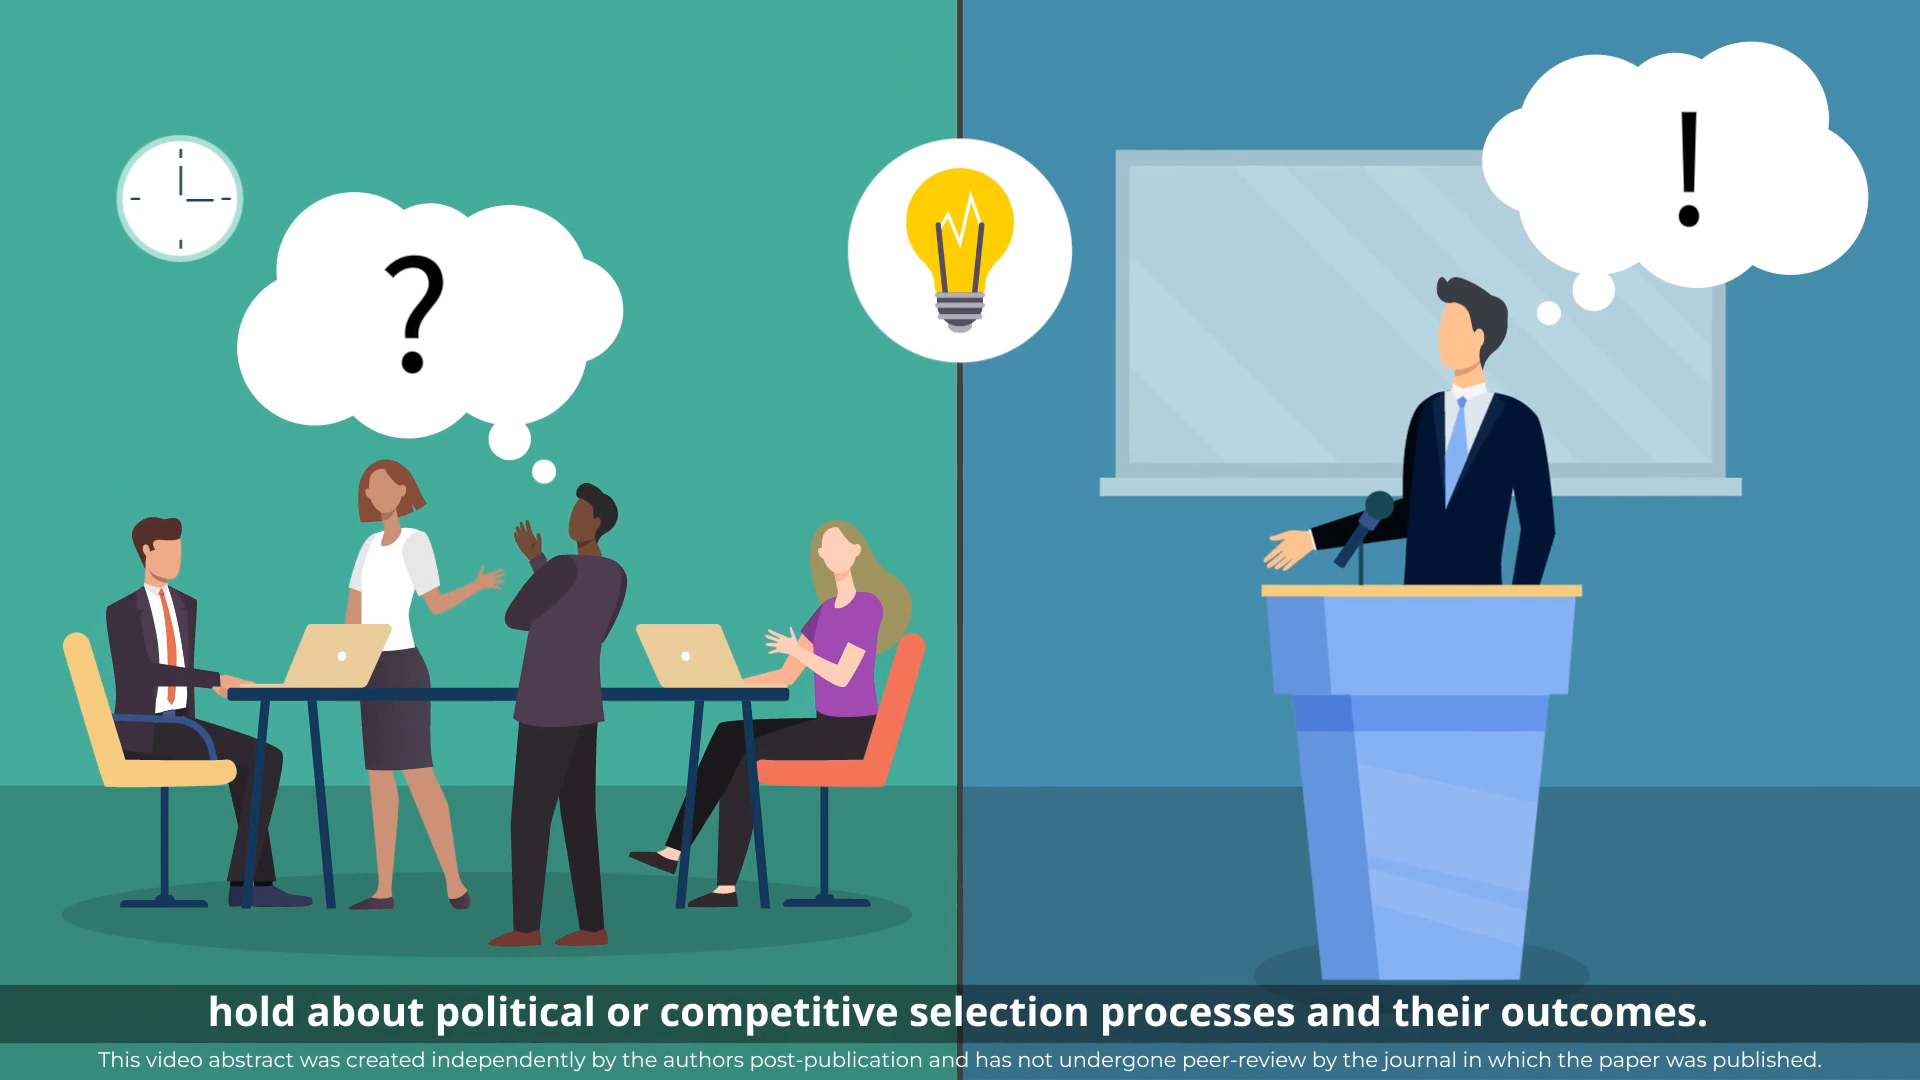 ?
!
hold about political or competitive selection processes and their outcomes.
This video abstract was created independently by the authors post-publication and has not undergone peer-review by the journal in which the paper was published.